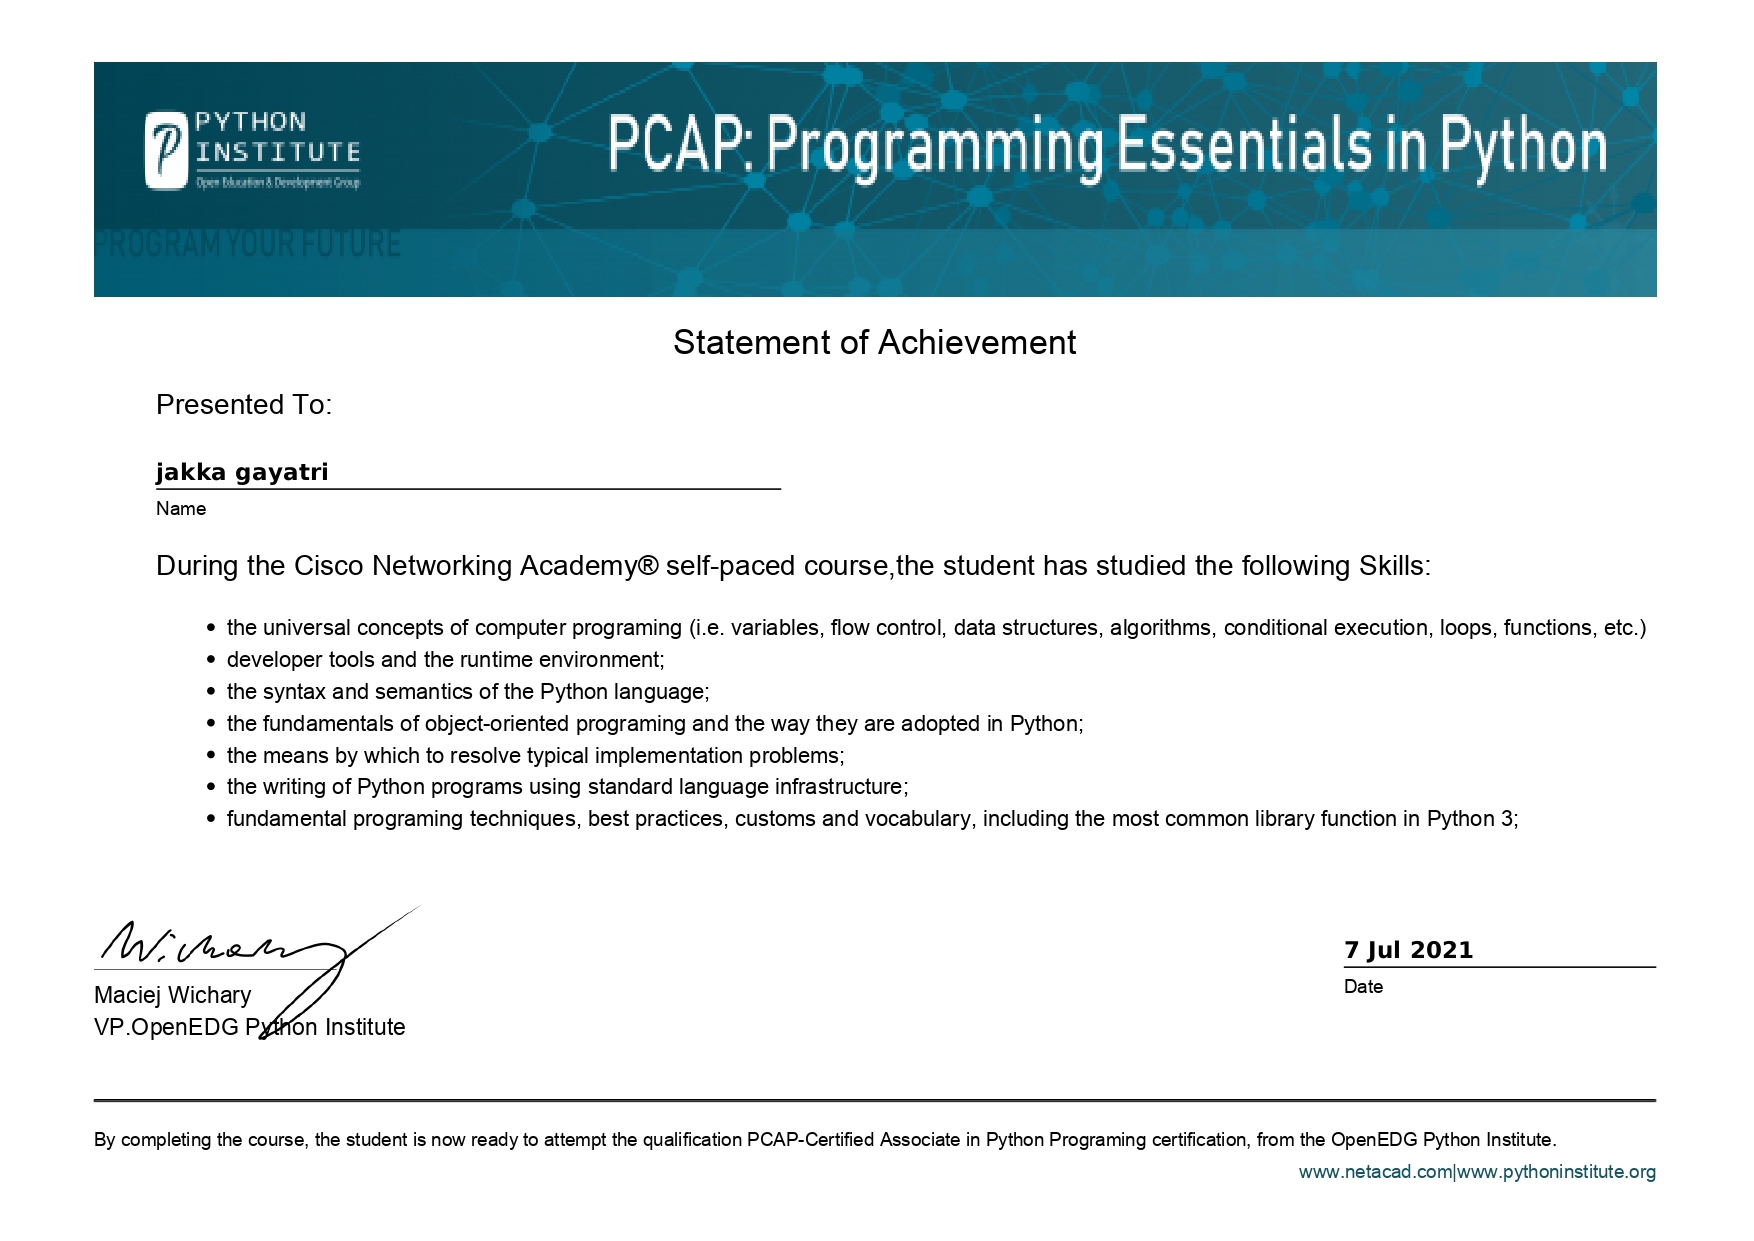 PYTHON
INSTITUTE
Open Education & Development Group
PCAP: Programming Essentials in Python
PROGRAM YOUR FUTURE
Statement of Achievement
Presented To:
jakka gayatri
Name
During the Cisco Networking Academy® self-paced course,the student has studied the following Skills:
• the universal concepts of computer programing (i.e. variables, flow control, data structures, algorithms, conditional execution, loops, functions, etc.)
• developer tools and the runtime environment;
• the syntax and semantics of the Python language;
• the fundamentals of object-oriented programing and the way they are adopted in Python;
• the means by which to resolve typical implementation problems;
• the writing of Python programs using standard language infrastructure;
• fundamental programing techniques, best practices, customs and vocabulary, including the most common library function in Python 3;
Wichary
Maciej Wichary
VP.OpenEDG Python Institute
7 Jul 2021
Date
By completing the course, the student is now ready to attempt the qualification PCAP-Certified Associate in Python Programing certification, from the OpenEDG Python Institute.
www.netacad.com|www.pythoninstitute.org